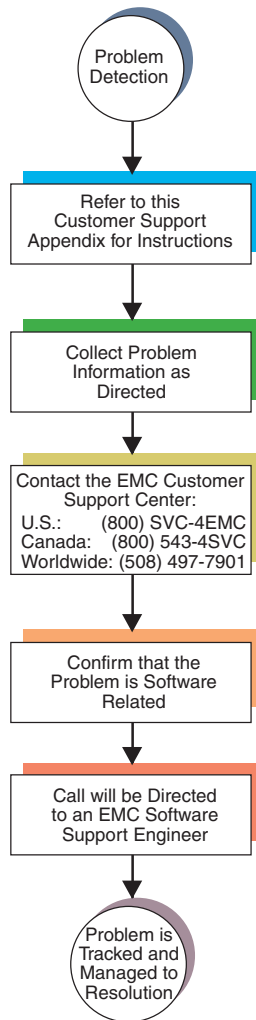 Problem
Detection
Refer to this
Customer Support
Appendix for Instructions
Collect Problem
Information as
Directed
Contact the EMC Customer
Support Center:
U.S.: (800) SVC-4EMC
Canada: (800) 543-4SVC
Worldwide: (508) 497-7901
Confirm that the
Problem is Software
Related
Call will be Directed
to an EMC Software
Support Engineer
Problem is
Tracked and
Managed to
Resolution